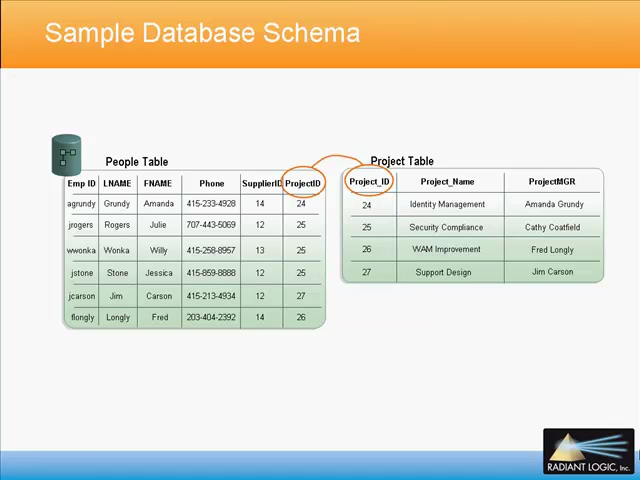 Sample Database Schema
People Table
Emp ID LNAME FNAME Phone SupplierID ProjectID
agrundy Grundy Amanda 415-233-4928 14 24
jrogers Rogers Julie 707-443-5069 12 25
wwonka Wonka Willy 415-258-8957 13 25
jstone Stone Jessica 415-859-8888 12 25
jcarson Jim Carson 415-213-4934 12 27
flongly Longly Fred 203-404-2392 14 26
Project Table
Project_ID Project_Name ProjectMGR
24 Identity Management Amanda Grundy
25 Security Compliance Cathy Coatfield
26 WAM Improvement Fred Longly
27 Support Design Jim Carson
RADIANT LOGIC, Inc.